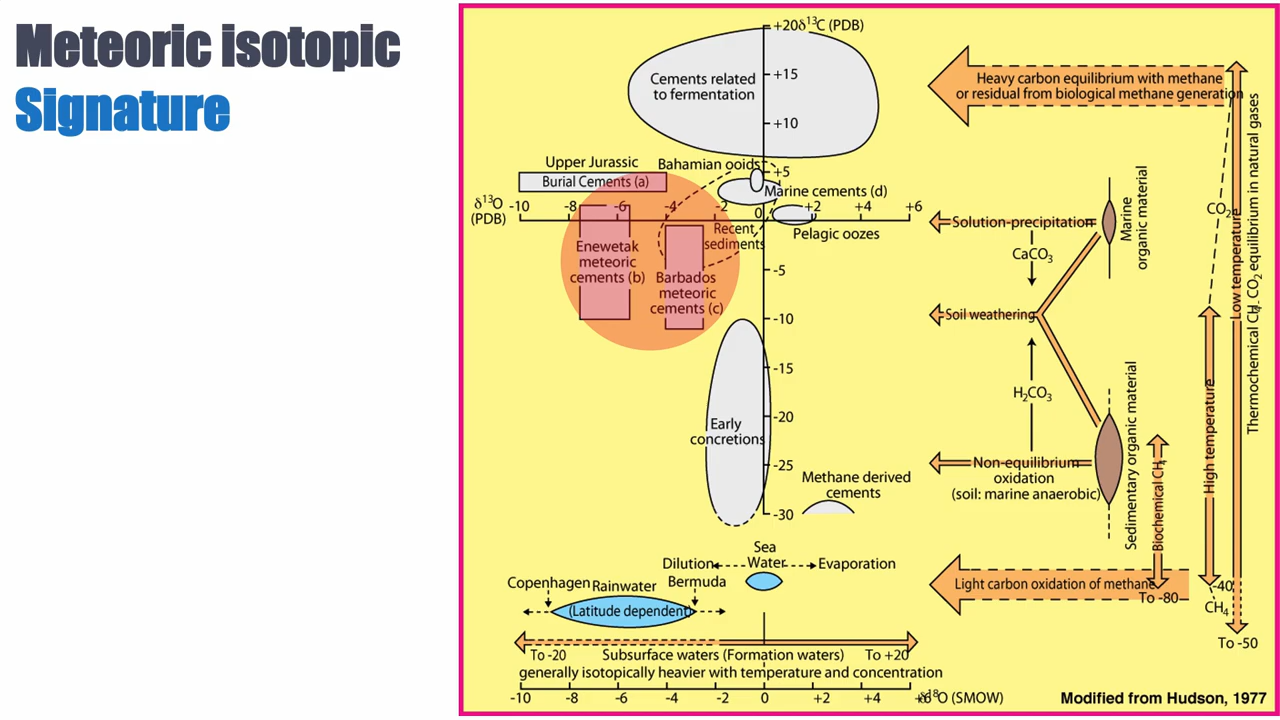 Meteoric isotopic
Signature
+20δ¹³C (PDB)
Cements related
to fermentation
+15
+10
Heavy carbon equilibrium with methane
or residual from biological methane generation
Upper Jurassic
Burial Cements (a)
Bahamian ooids
+5
Marine cements (d)
δ¹³O
(PDB)
-10
-8
-6
-4
-2
0
+2
+4
+6
Recent
sediments
Pelagic oozes
Enewetak
meteoric
cements (b)
Barbados
meteoric
cements (c)
-5
-10
-15
-20
-25
-30
Early
concretions
Methane derived
cements
Solution-precipitation
CaCO₃
Soil weathering
H₂CO₃
Non-equilibrium
oxidation
(soil: marine anaerobic)
Marine
organic material
Sedimentary organic material
Biochemical CH₄
High temperature
Low temperature
CO₂
Thermochemical CH₄ CO₂ equilibrium in natural gases
Sea
Water
Dilution
Evaporation
Copenhagen
Rainwater
Bermuda
(Latitude dependent)
Light carbon oxidation of methane
To -80
-40
CH₄
To -50
To -20
Subsurface waters (Formation waters)
To +20
generally isotopically heavier with temperature and concentration
-10
-8
-6
-4
-2
0
+2
+4
+6
δ¹⁸O (SMOW)
Modified from Hudson, 1977